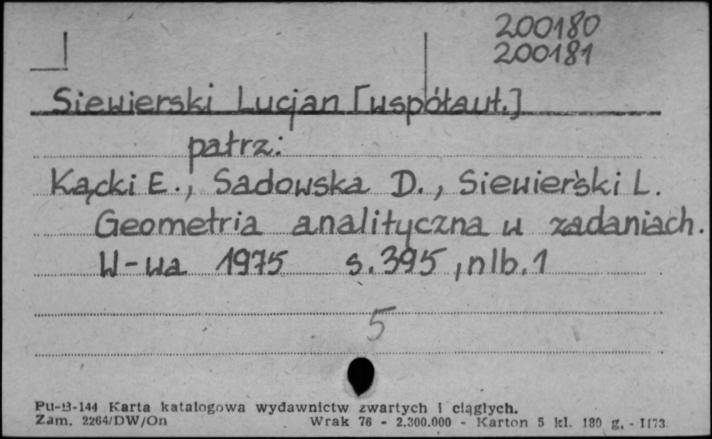 200180
200181
Siewierski Lucjan [współaut.]
patrz:
Kącki E., Sadowska D., Siewierski L.
Geometria analityczna w zadaniach.
W-wa 1975 s.395, nlb.1
5
Pu-B-144 Karta katalogowa wydawnictw zwartych i ciągłych.
Zam. 2264/DW/On Wrak 76 - 2.300.000 - Karton 5 kl. 180 g. - 1173